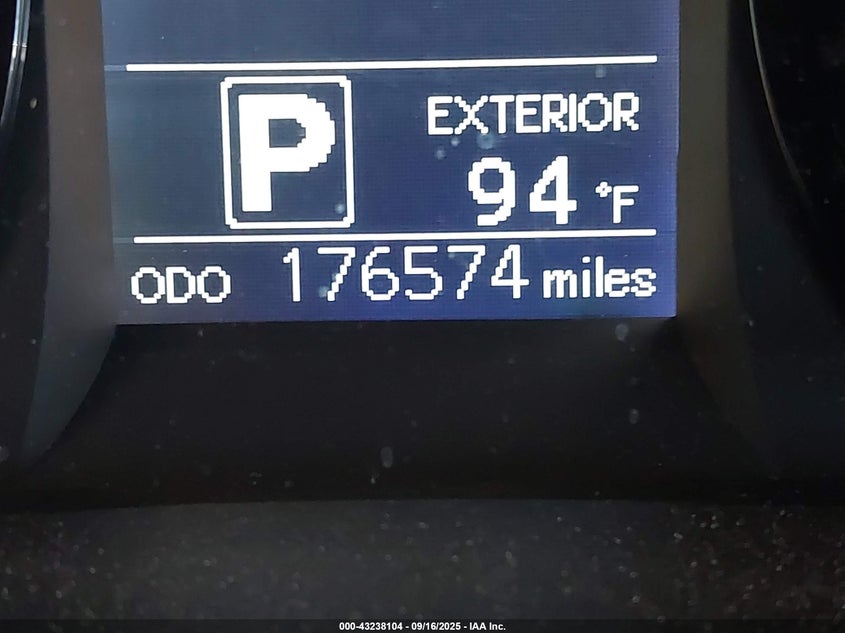 P
EXTERIOR
94 °F
ODO 176574 miles
000-43238104 - 09/16/2025 - IAA Inc.